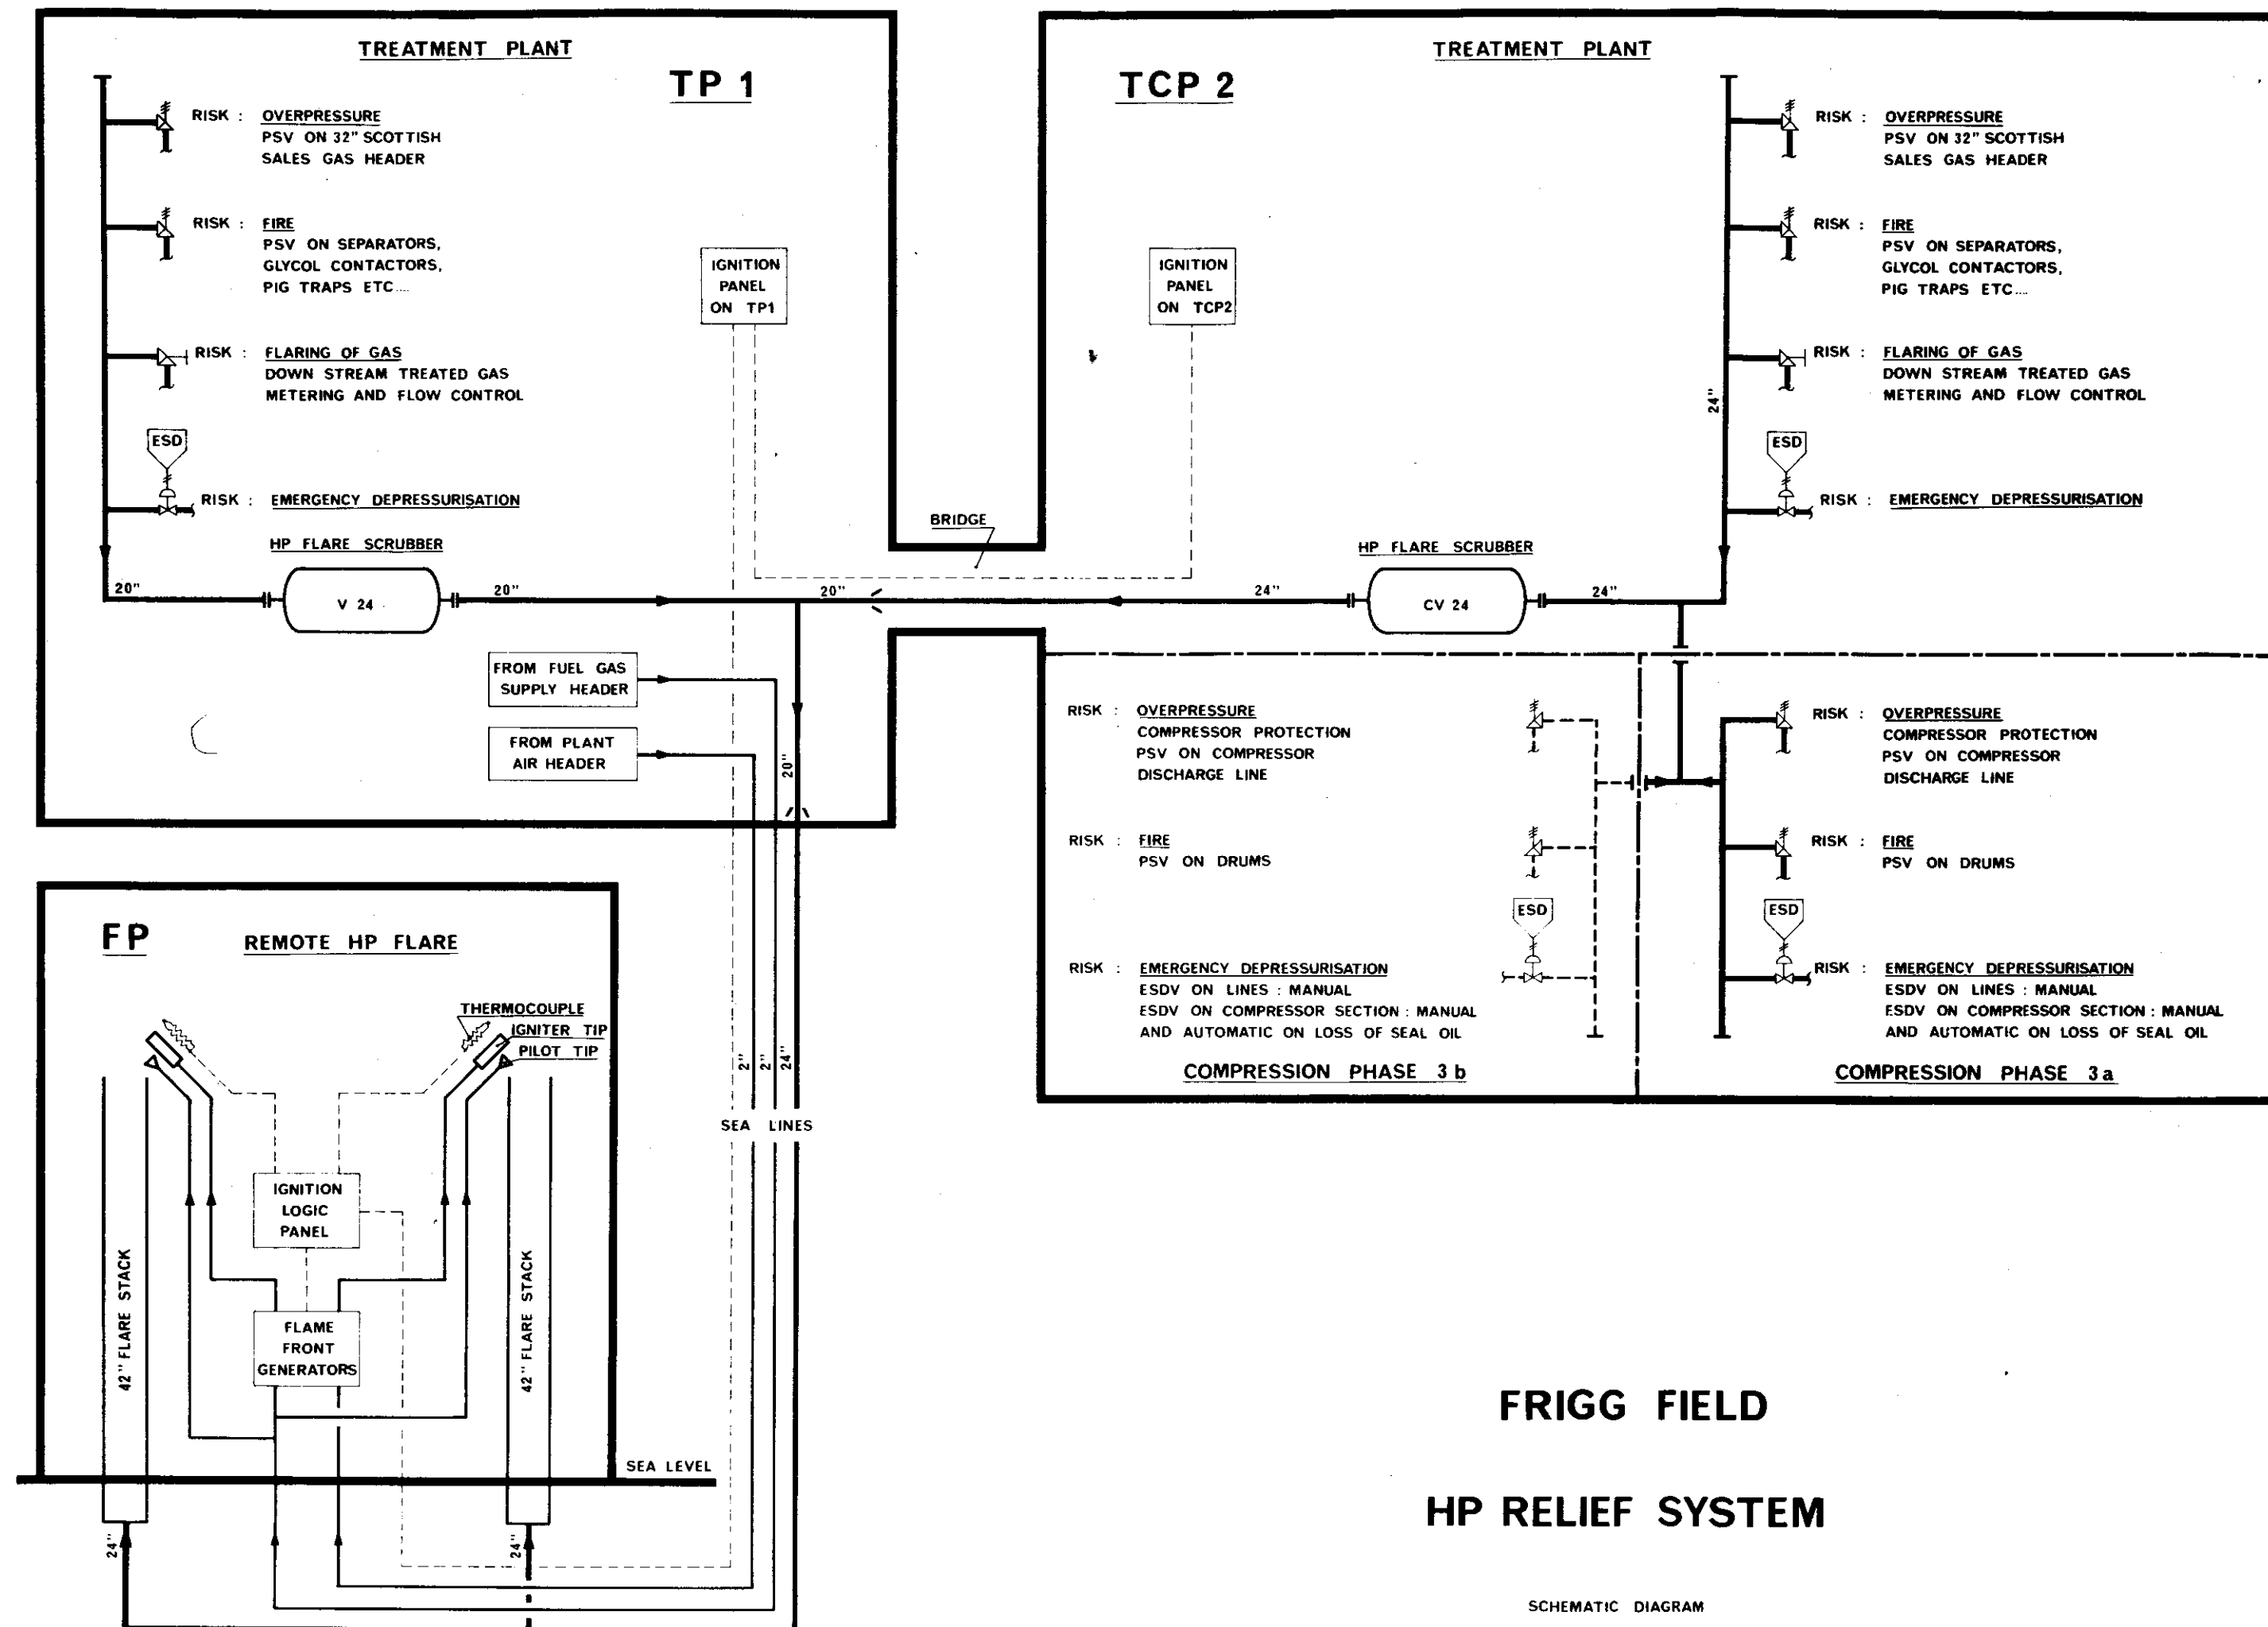 TREATMENT PLANT
TP 1
RISK : OVERPRESSURE
PSV ON 32" SCOTTISH
SALES GAS HEADER
RISK : FIRE
PSV ON SEPARATORS,
GLYCOL CONTACTORS,
PIG TRAPS ETC....
RISK : FLARING OF GAS
DOWN STREAM TREATED GAS
METERING AND FLOW CONTROL
ESD
RISK : EMERGENCY DEPRESSURISATION
IGNITION
PANEL
ON TP1
HP FLARE SCRUBBER
20"
V 24
20"
20"
FROM FUEL GAS
SUPPLY HEADER
FROM PLANT
AIR HEADER
20"
BRIDGE
TREATMENT PLANT
TCP 2
RISK : OVERPRESSURE
PSV ON 32" SCOTTISH
SALES GAS HEADER
RISK : FIRE
PSV ON SEPARATORS,
GLYCOL CONTACTORS,
PIG TRAPS ETC....
RISK : FLARING OF GAS
DOWN STREAM TREATED GAS
METERING AND FLOW CONTROL
24"
ESD
RISK : EMERGENCY DEPRESSURISATION
IGNITION
PANEL
ON TCP2
HP FLARE SCRUBBER
24"
CV 24
24"
RISK : OVERPRESSURE
COMPRESSOR PROTECTION
PSV ON COMPRESSOR
DISCHARGE LINE
RISK : FIRE
PSV ON DRUMS
ESD
RISK : EMERGENCY DEPRESSURISATION
ESDV ON LINES : MANUAL
ESDV ON COMPRESSOR SECTION : MANUAL
AND AUTOMATIC ON LOSS OF SEAL OIL
COMPRESSION PHASE 3 b
RISK : OVERPRESSURE
COMPRESSOR PROTECTION
PSV ON COMPRESSOR
DISCHARGE LINE
RISK : FIRE
PSV ON DRUMS
ESD
RISK : EMERGENCY DEPRESSURISATION
ESDV ON LINES : MANUAL
ESDV ON COMPRESSOR SECTION : MANUAL
AND AUTOMATIC ON LOSS OF SEAL OIL
COMPRESSION PHASE 3a
FP
REMOTE HP FLARE
THERMOCOUPLE
IGNITER TIP
PILOT TIP
IGNITION
LOGIC
PANEL
FLAME
FRONT
GENERATORS
42" FLARE STACK
42" FLARE STACK
2"
2"
24"
SEA LINES
SEA LEVEL
24"
24"
FRIGG FIELD
HP RELIEF SYSTEM
SCHEMATIC DIAGRAM